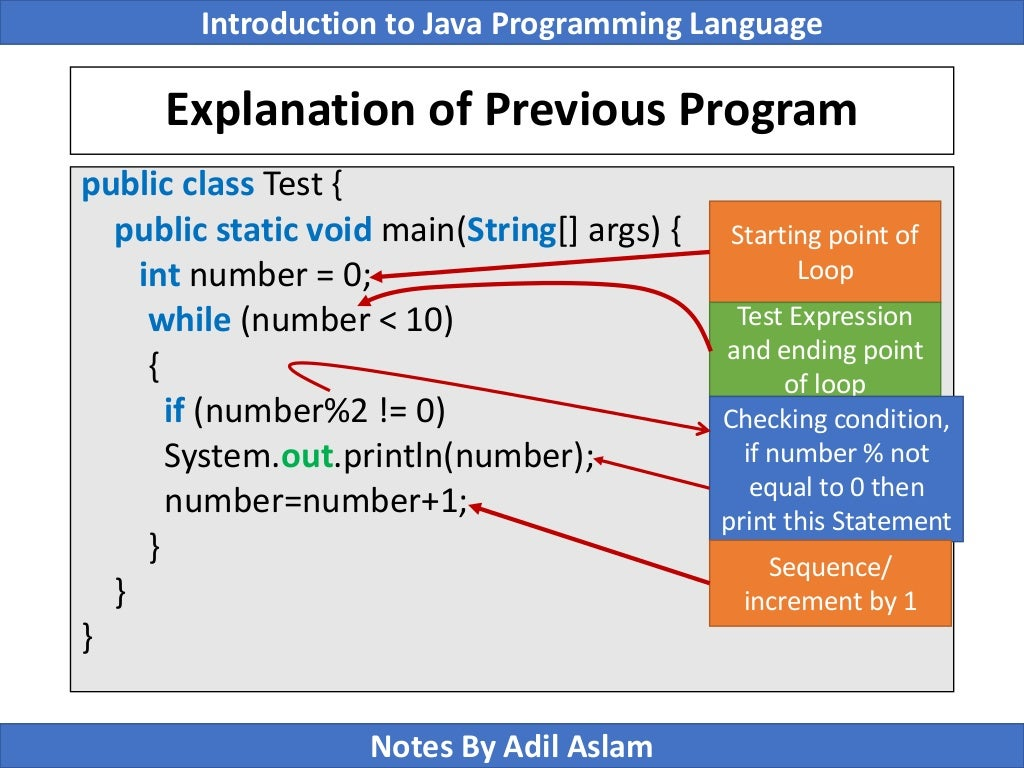 Introduction to Java Programming Language
Explanation of Previous Program
public class Test {
public static void main(String[] args) {
int number = 0;
while (number < 10)
{
if (number%2 != 0)
System.out.println(number);
number=number+1;
}
}
}
Starting point of
Loop
Test Expression
and ending point
of loop
Checking condition,
if number % not
equal to 0 then
print this Statement
Sequence/
increment by 1
Notes By Adil Aslam